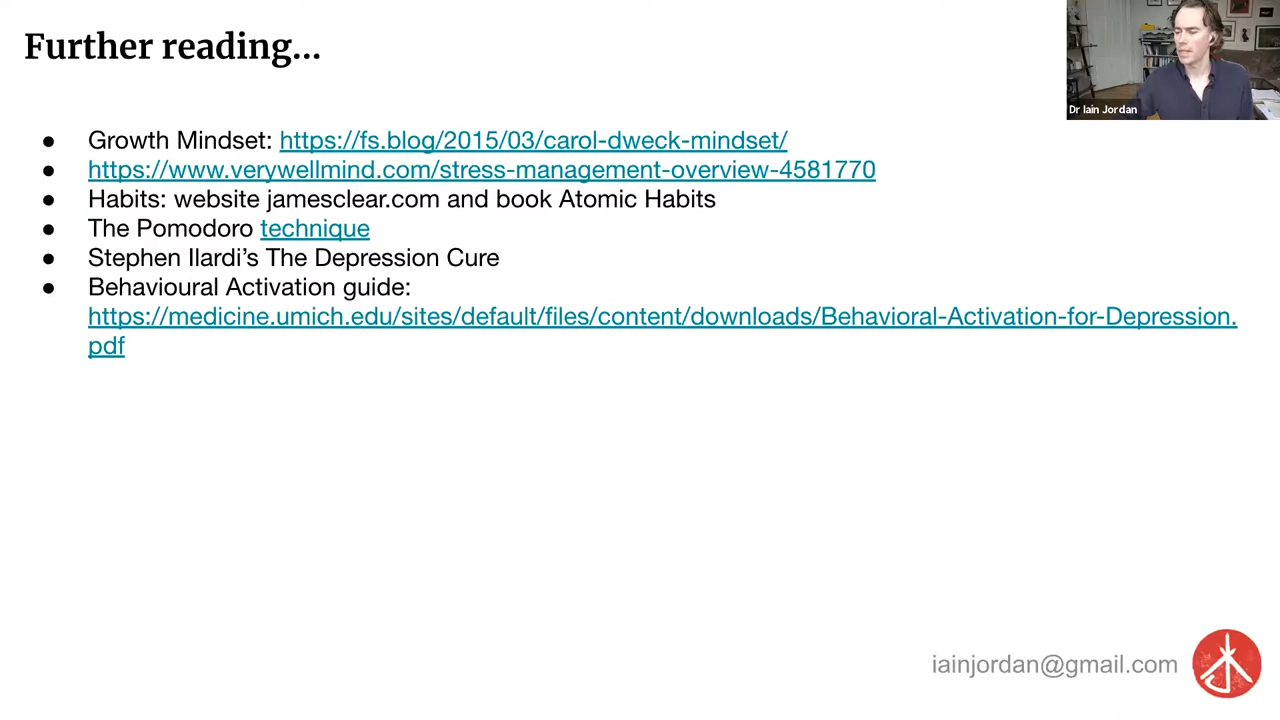 Further reading...
Dr Iain Jordan
● Growth Mindset: https://fs.blog/2015/03/carol-dweck-mindset/
● https://www.verywellmind.com/stress-management-overview-4581770
● Habits: website jamesclear.com and book Atomic Habits
● The Pomodoro technique
● Stephen Ilardi’s The Depression Cure
● Behavioural Activation guide:
https://medicine.umich.edu/sites/default/files/content/downloads/Behavioral-Activation-for-Depression.
pdf
iainjordan@gmail.com